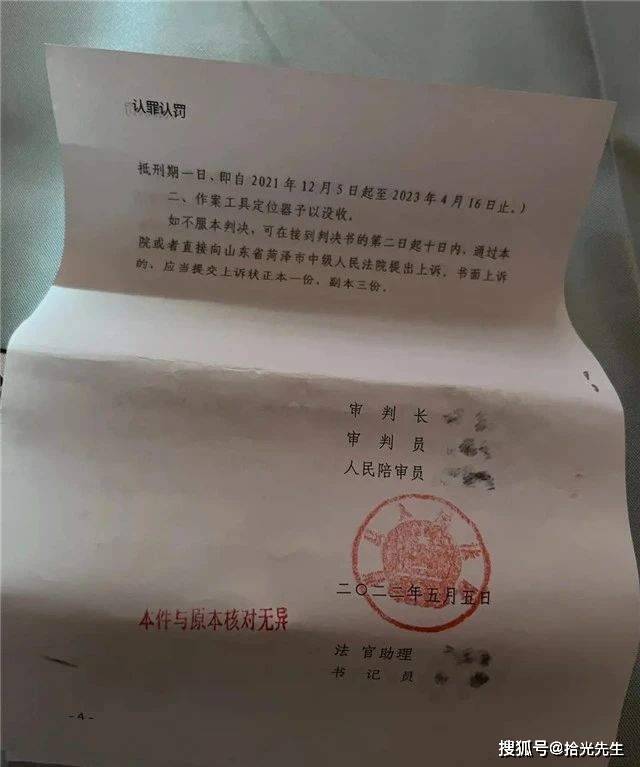 认罪认罚
抵刑期一日、即自2021年12月5日起至2023年4月16日止。)
二、作案工具定位器予以没收。
如不服本判决，可在接到判决书的第二日起十日内，通过本
院或者直接向山东省菏泽市中级人民法院提出上诉。书面上诉
的，应当提交上诉状正本一份，副本三份。
审 判 长
审 判 员
人民陪审员
二〇二二年五月五日
本件与原本核对无异
法 官助理
书 记 员
-4-
搜狐号@拾光先生